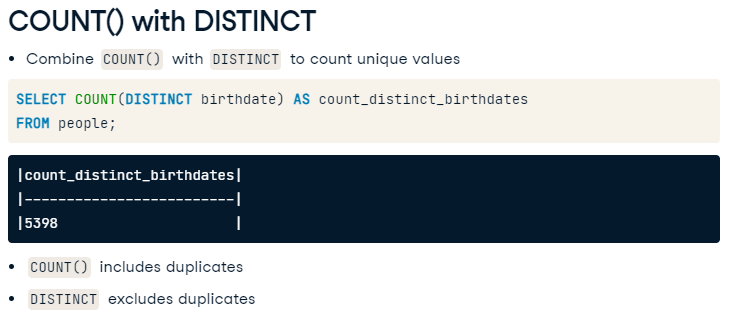 COUNT() with DISTINCT
• Combine COUNT() with DISTINCT to count unique values
SELECT COUNT(DISTINCT birthdate) AS count_distinct_birthdates
FROM people;
|count_distinct_birthdates|
|-------------------------|
|5398                     |
• COUNT() includes duplicates
• DISTINCT excludes duplicates